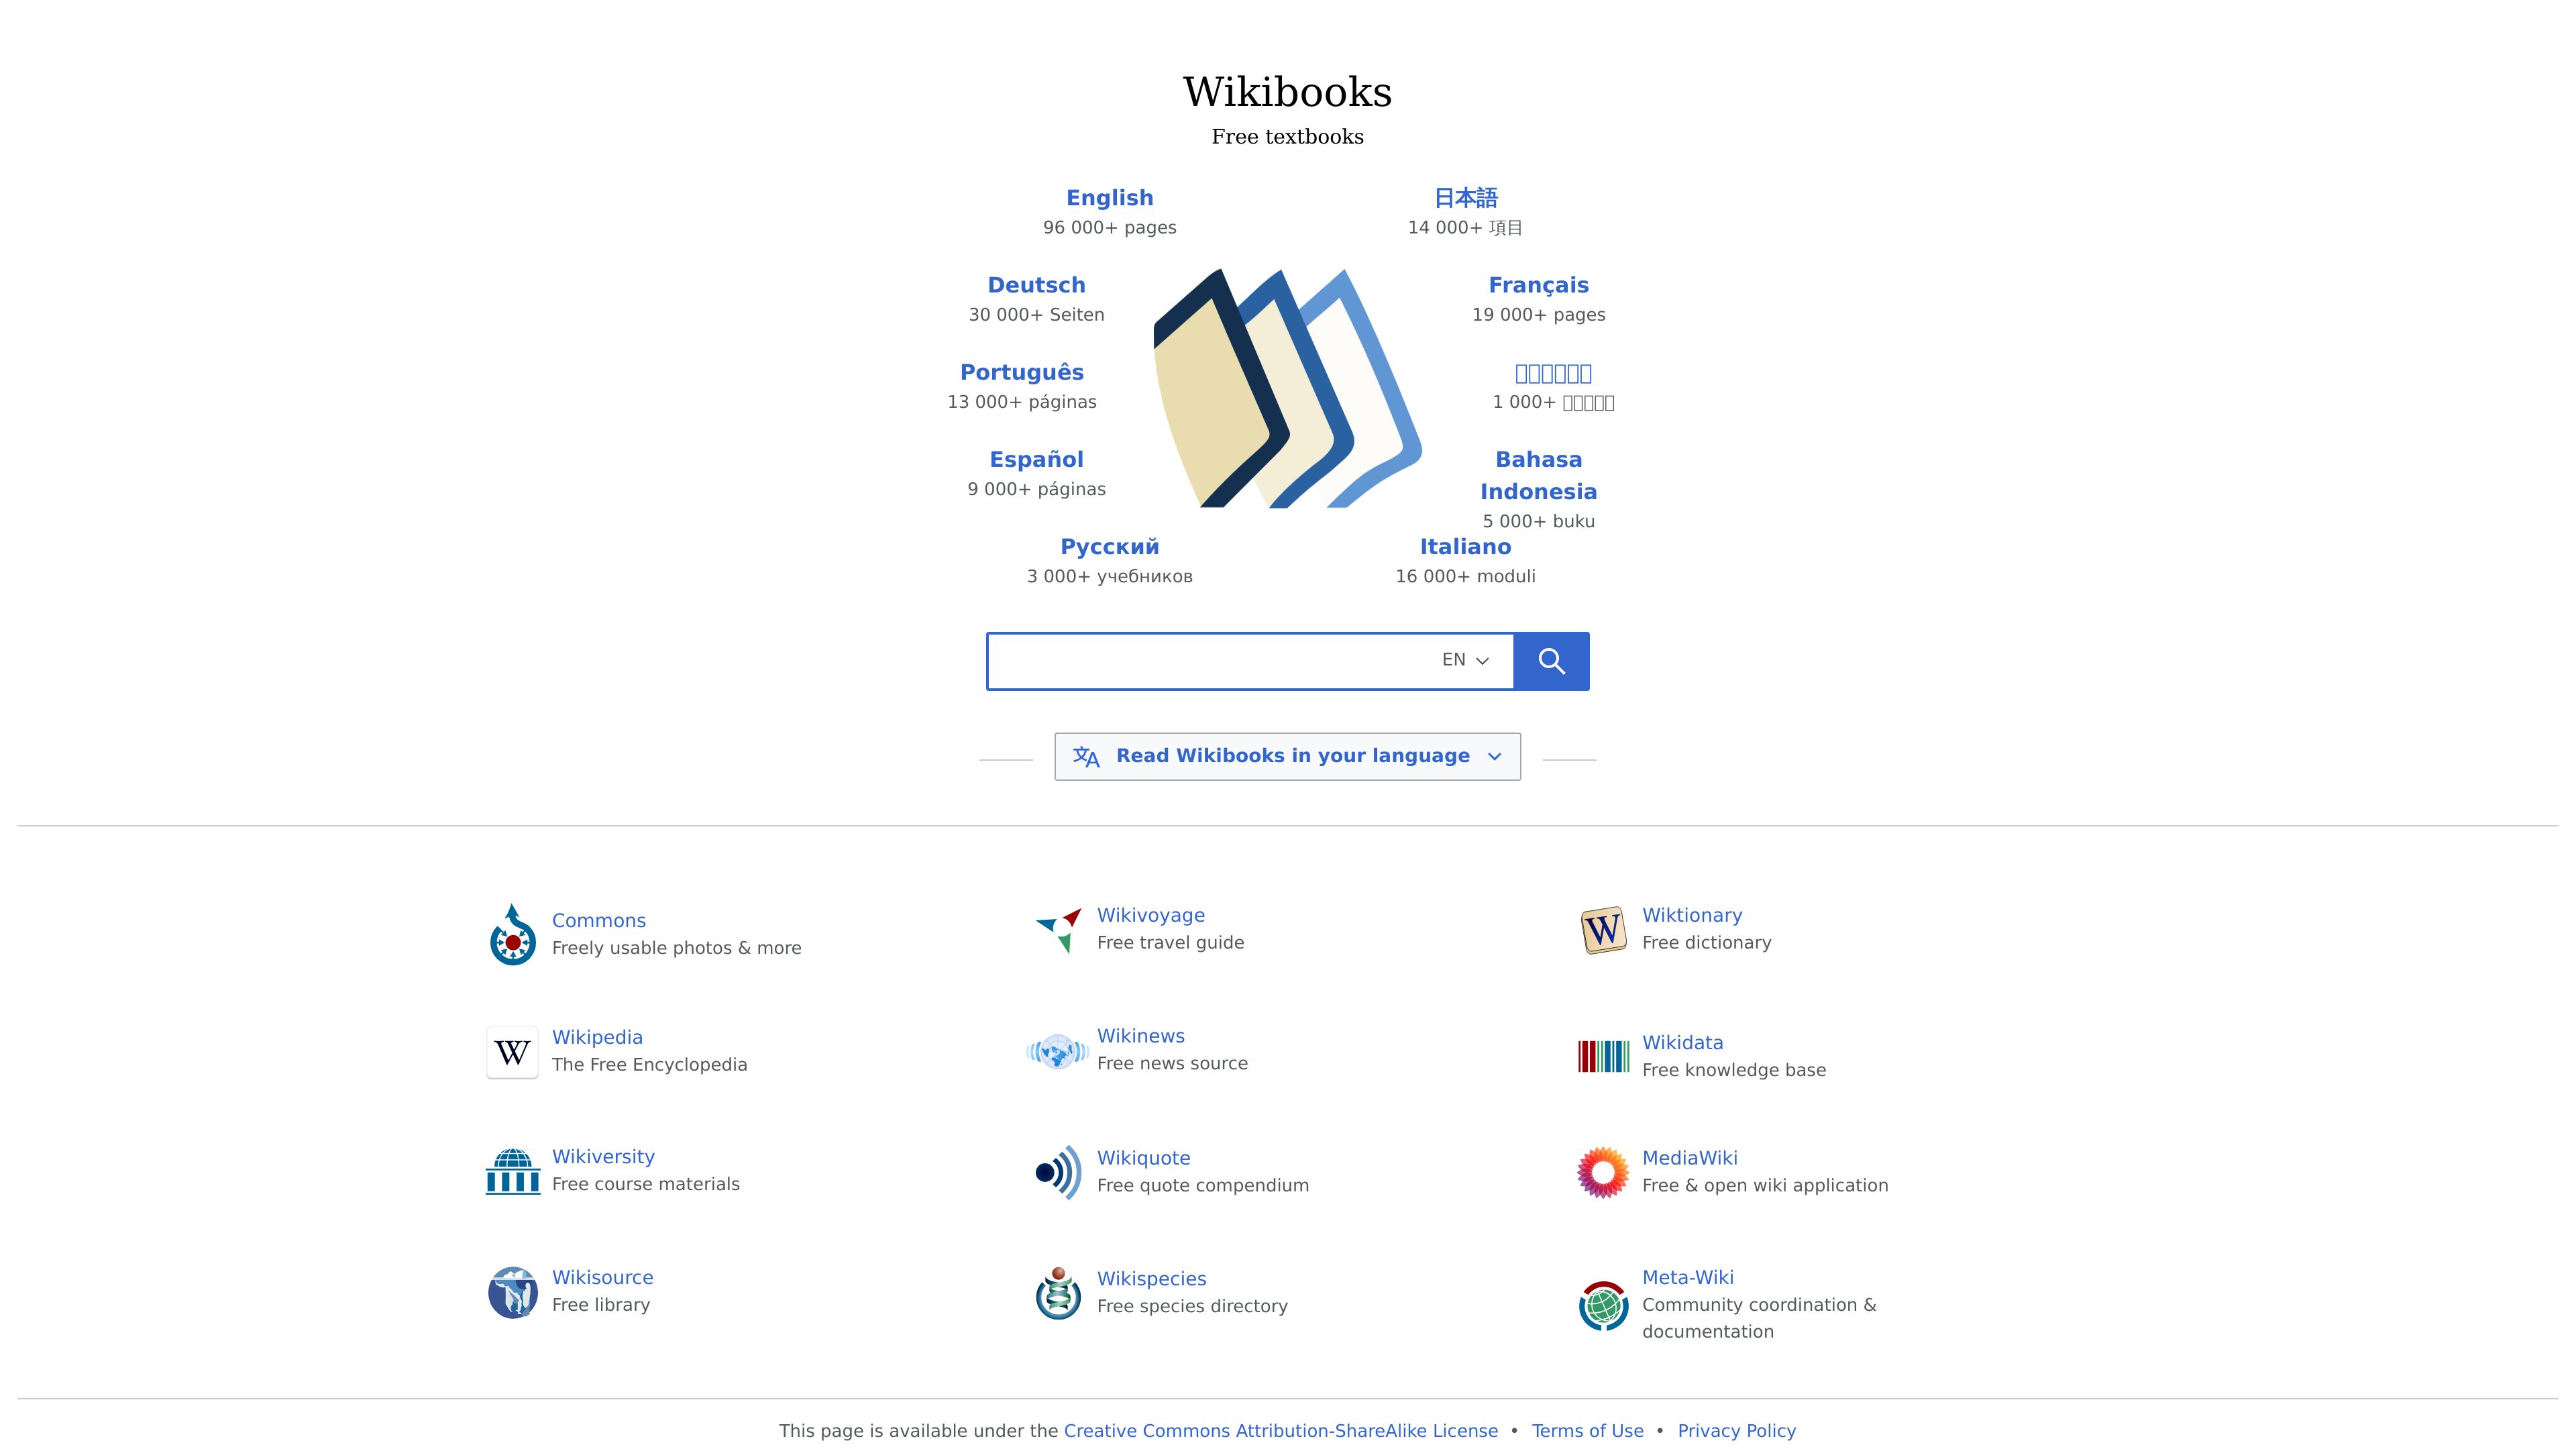 Wikibooks
Free textbooks
English
96 000+ pages
日本語
14 000+ 項目
Deutsch
30 000+ Seiten
Français
19 000+ pages
Português
13 000+ páginas
1 000+
Español
9 000+ páginas
Bahasa
Indonesia
5 000+ buku
Русский
3 000+ учебников
Italiano
16 000+ moduli
EN
Read Wikibooks in your language
Commons
Freely usable photos & more
Wikivoyage
Free travel guide
Wiktionary
Free dictionary
Wikipedia
The Free Encyclopedia
Wikinews
Free news source
Wikidata
Free knowledge base
Wikiversity
Free course materials
Wikiquote
Free quote compendium
MediaWiki
Free & open wiki application
Wikisource
Free library
Wikispecies
Free species directory
Meta-Wiki
Community coordination &
documentation
This page is available under the Creative Commons Attribution-ShareAlike License • Terms of Use • Privacy Policy